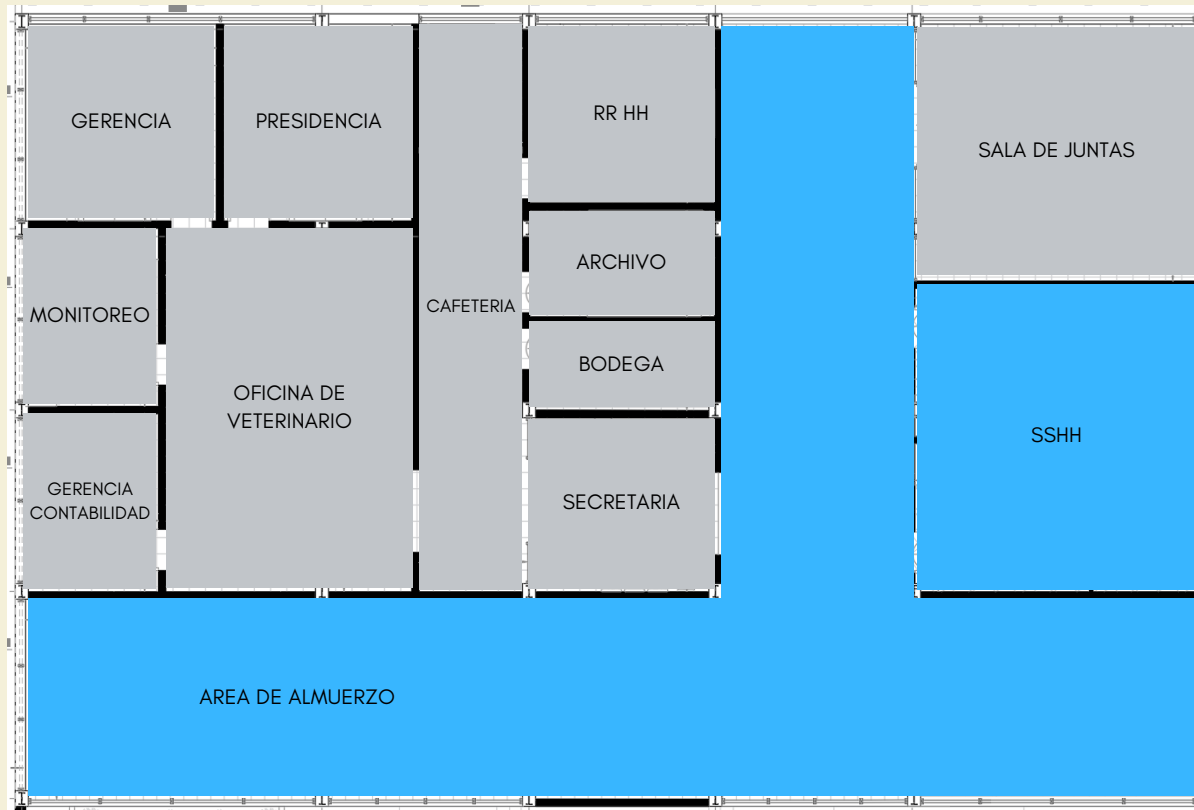 GERENCIA
PRESIDENCIA
RR HH
SALA DE JUNTAS
ARCHIVO
MONITOREO
CAFETERIA
BODEGA
OFICINA DE
VETERINARIO
SSHH
GERENCIA
CONTABILIDAD
SECRETARIA
AREA DE ALMUERZO